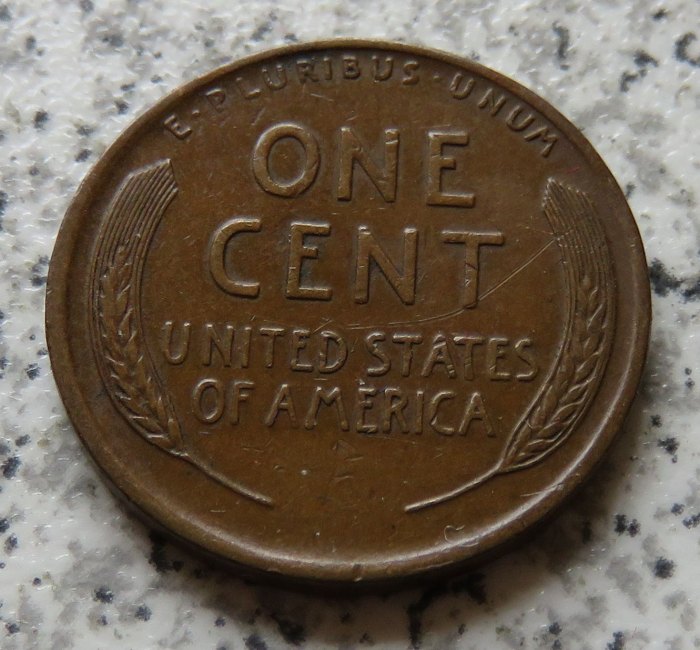 E·PLURIBUS·UNUM
ONE
CENT
UNITED STATES
OF AMERICA